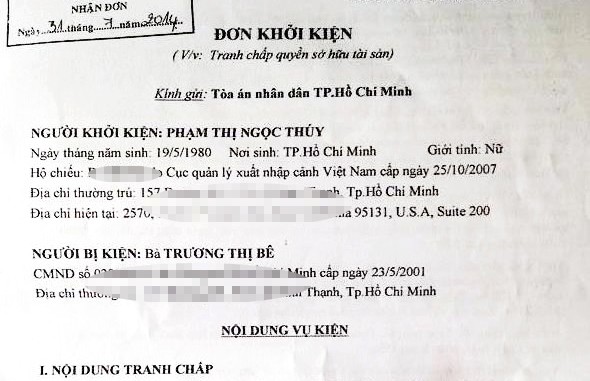 NHẬN ĐƠN
Ngày 31 tháng 7 năm 2014
ĐƠN KHỞI KIỆN
( V/v: Tranh chấp quyền sở hữu tài sản)
Kính gửi: Tòa án nhân dân TP.Hồ Chí Minh
NGƯỜI KHỞI KIỆN: PHẠM THỊ NGỌC THÚY
Ngày tháng năm sinh: 19/5/1980 Nơi sinh: TP.Hồ Chí Minh Giới tính: Nữ
Hộ chiếu: Cục quản lý xuất nhập cảnh Việt Nam cấp ngày 25/10/2007
Địa chỉ thường trú: 157 Thạnh, Tp.Hồ Chí Minh
Địa chỉ hiện tại: 2570, 95131, U.S.A, Suite 200
NGƯỜI BỊ KIỆN: Bà TRƯƠNG THỊ BÊ
CMND số Minh cấp ngày 23/5/2001
Địa chỉ Thạnh, Tp.Hồ Chí Minh
NỘI DUNG VỤ KIỆN
I. NỘI DUNG TRANH CHẤP